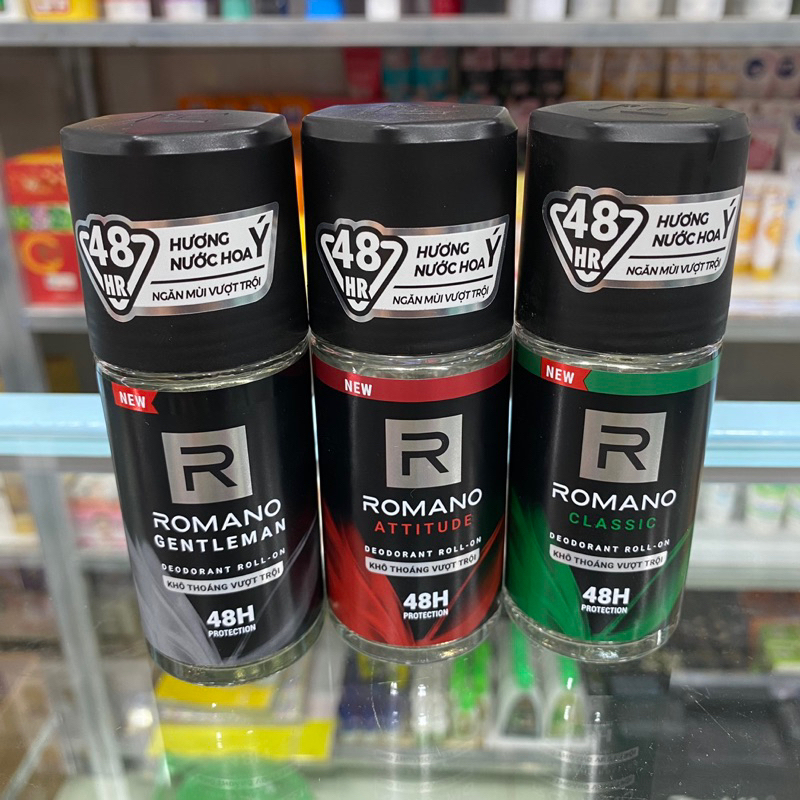 48
HR
HƯƠNG
NƯỚC HOA Ý
NGĂN MÙI VƯỢT TRỘI
NEW
R
ROMANO
GENTLEMAN
DEODORANT ROLL-ON
KHÔ THOÁNG VƯỢT TRỘI
48H
PROTECTION
48
HR
HƯƠNG
NƯỚC HOA Ý
NGĂN MÙI VƯỢT TRỘI
NEW
R
ROMANO
ATTITUDE
DEODORANT ROLL-ON
KHÔ THOÁNG VƯỢT TRỘI
48H
PROTECTION
48
HR
HƯƠNG
NƯỚC HOA Ý
NGĂN MÙI VƯỢT TRỘI
NEW
R
ROMANO
CLASSIC
DEODORANT ROLL-ON
KHÔ THOÁNG VƯỢT TRỘI
48H
PROTECTION